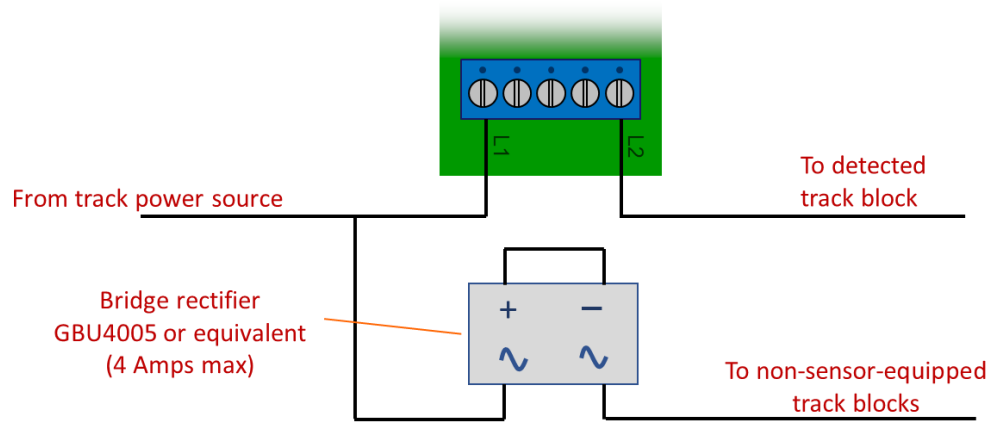 L1
L2
From track power source
To detected
track block
+ −
Bridge rectifier
GBU4005 or equivalent
(4 Amps max)
To non-sensor-equipped
track blocks